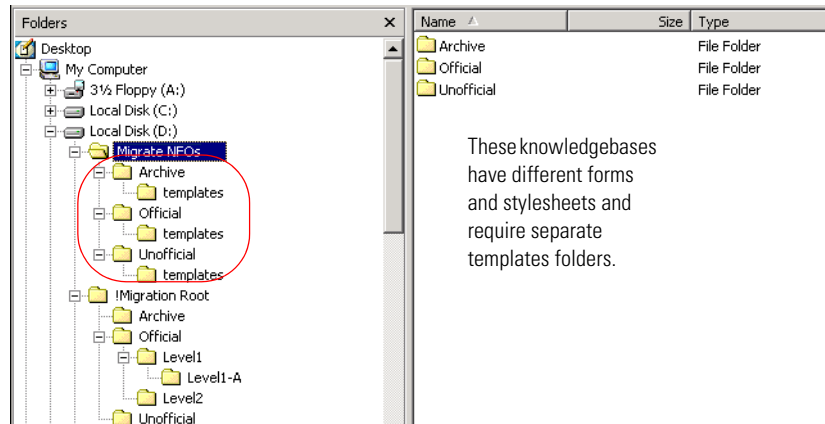 Folders
Desktop
My Computer
3½ Floppy (A:)
Local Disk (C:)
Local Disk (D:)
Migrate NFOs
Archive
templates
Official
templates
Unofficial
templates
!Migration Root
Archive
Official
Level1
Level1-A
Level2
Unofficial
Name Size Type
Archive File Folder
Official File Folder
Unofficial File Folder
These knowledgebases
have different forms
and stylesheets and
require separate
templates folders.